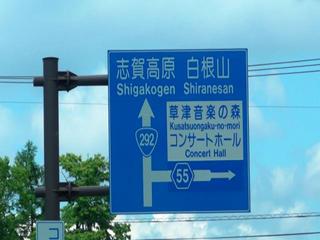 志賀高原 白根山
Shigakogen Shiranesan
草津音楽の森
Kusatsuongaku-no-mori
コンサートホール
Concert Hall
292
55
コ